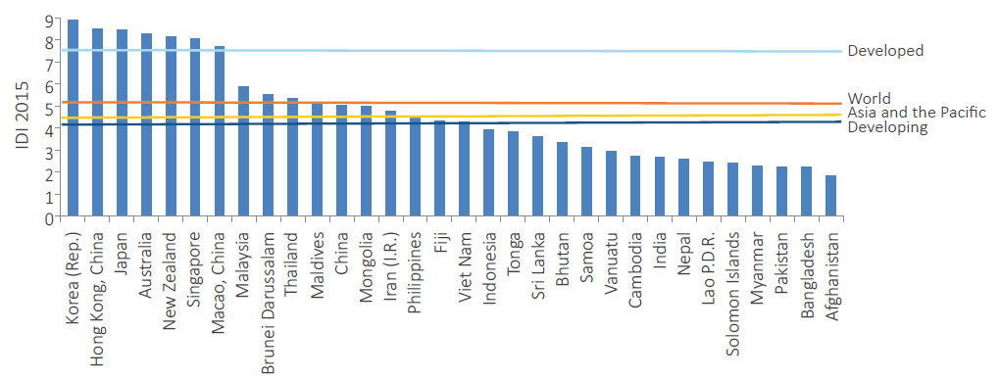 IDI 2015
9
8
7
6
5
4
3
2
1
0
Developed
World
Asia and the Pacific
Developing
Korea (Rep.)
Hong Kong, China
Japan
Australia
New Zealand
Singapore
Macao, China
Malaysia
Brunei Darussalam
Thailand
Maldives
China
Mongolia
Iran (I.R.)
Philippines
Fiji
Viet Nam
Indonesia
Tonga
Sri Lanka
Bhutan
Samoa
Vanuatu
Cambodia
India
Nepal
Lao P.D.R.
Solomon Islands
Myanmar
Pakistan
Bangladesh
Afghanistan